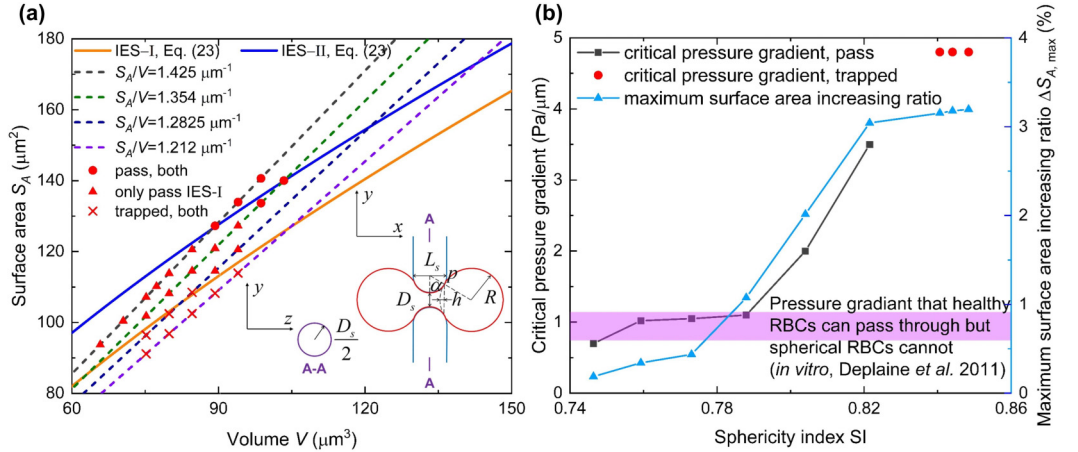 (a)
IES–I, Eq. (23) IES–II, Eq. (23)
S_A/V=1.425 μm⁻¹
S_A/V=1.354 μm⁻¹
S_A/V=1.2825 μm⁻¹
S_A/V=1.212 μm⁻¹
pass, both
only pass IES-I
trapped, both
Surface area S_A (μm²)
180
160
140
120
100
80
60 90 120 150
Volume V (μm³)
y
x
A
L_s
p
α
D_s
h
R
A
y
z
D_s
2
A-A
(b)
critical pressure gradient, pass
critical pressure gradient, trapped
maximum surface area increasing ratio
Critical pressure gradient (Pa/μm)
5
4
3
2
1
0
Pressure gradiant that healthy
RBCs can pass through but
spherical RBCs cannot
(in vitro, Deplaine et al. 2011)
0.74 0.78 0.82 0.86
Sphericity index SI
4
3
2
1
0
Maximum surface area increasing ratio ΔS_A, max (%)